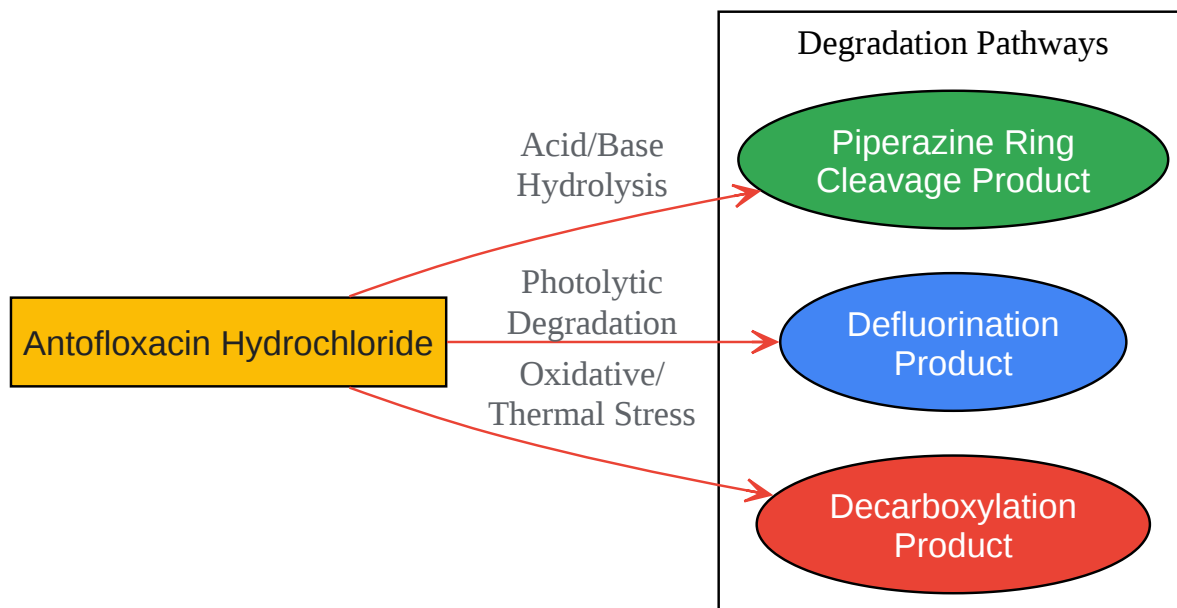 Degradation Pathways
Acid/Base
Hydrolysis
Piperazine Ring
Cleavage Product
Antofloxacin Hydrochloride
Photolytic
Degradation
Defluorination
Product
Oxidative/
Thermal Stress
Decarboxylation
Product